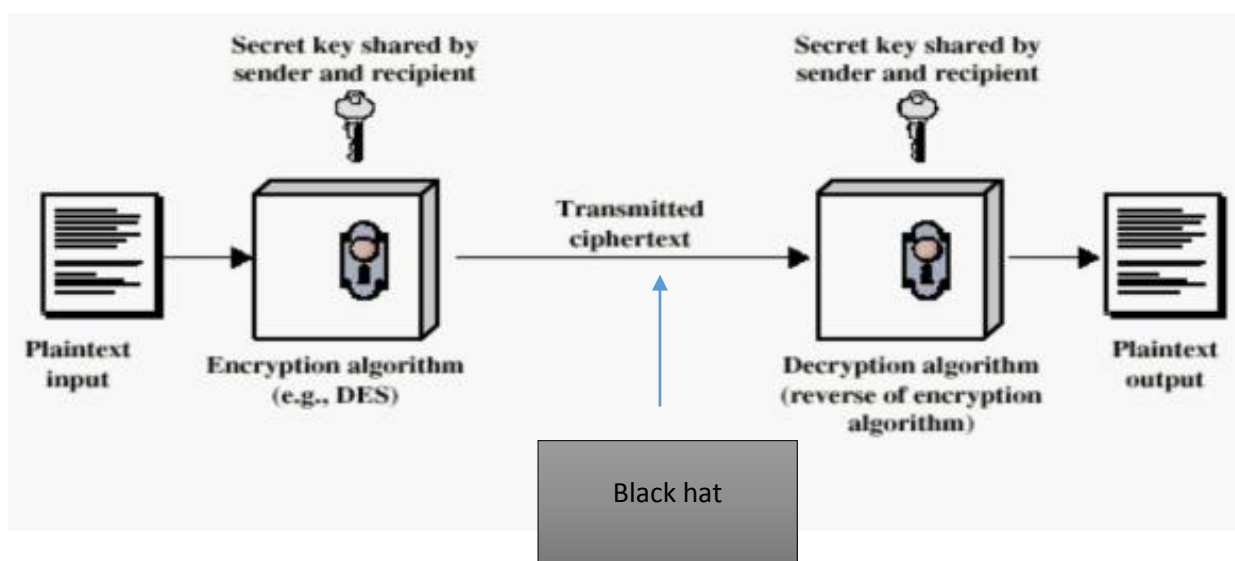 Secret key shared by
sender and recipient
Secret key shared by
sender and recipient
Transmitted
ciphertext
Plaintext
input
Encryption algorithm
(e.g., DES)
Decryption algorithm
(reverse of encryption
algorithm)
Plaintext
output
Black hat